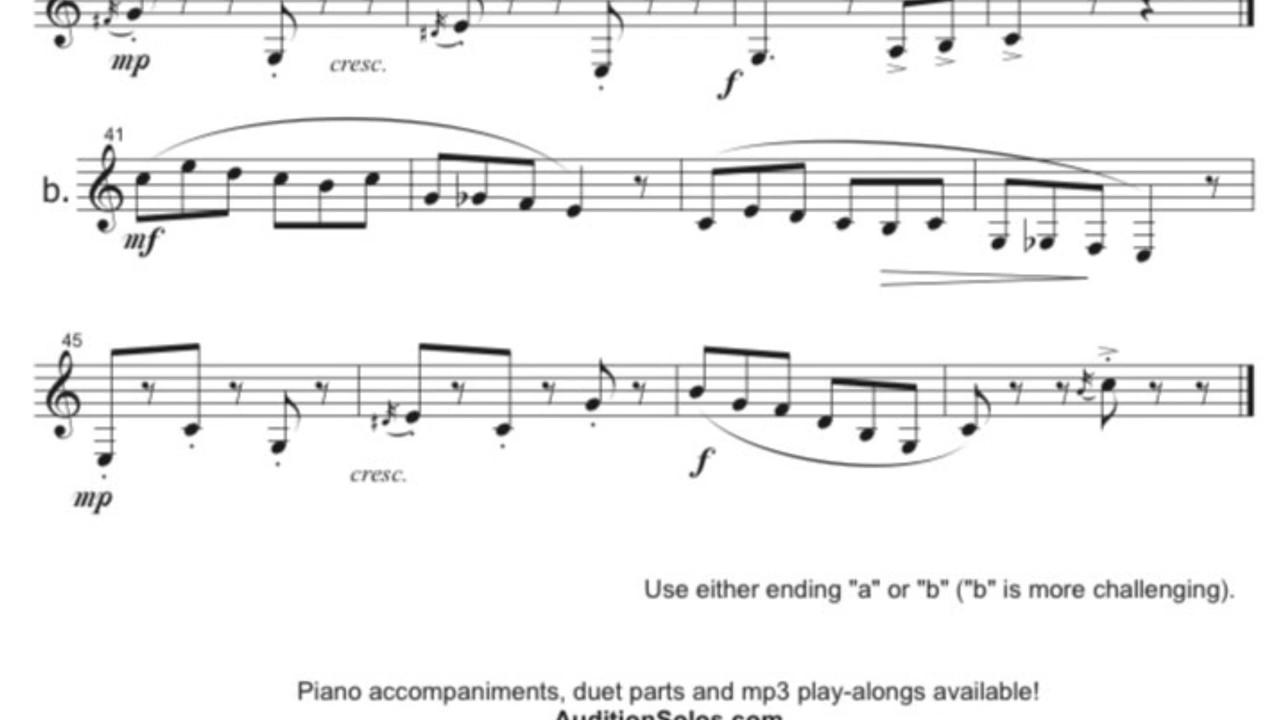 mp cresc. f
41
b.
mf
45
cresc. f
mp
Use either ending "a" or "b" ("b" is more challenging).
Piano accompaniments, duet parts and mp3 play-alongs available!
AuditionSolos.com